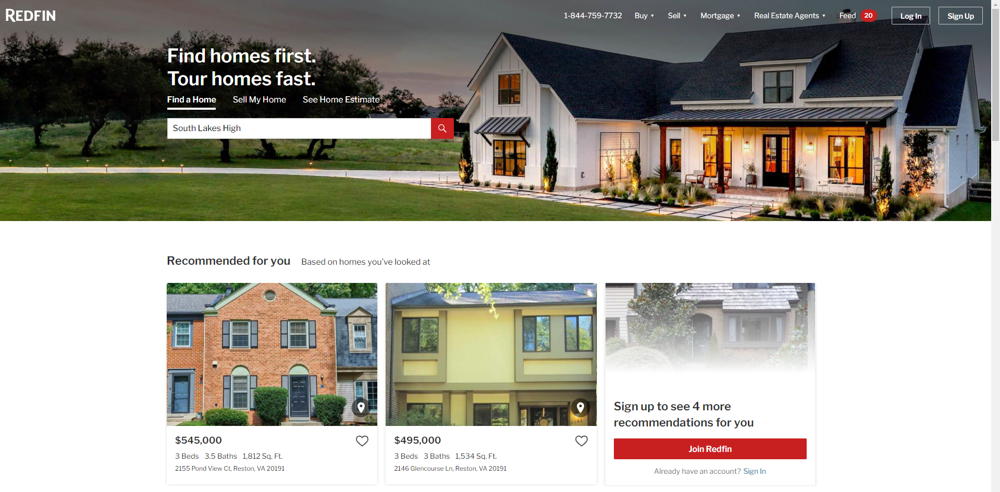 REDFIN
1-844-759-7732
Buy ▾
Sell ▾
Mortgage ▾
Real Estate Agents ▾
Feed 20
Log In
Sign Up
Find homes first.
Tour homes fast.
Find a Home
Sell My Home
See Home Estimate
South Lakes High
Recommended for you
Based on homes you've looked at
$545,000
3 Beds 3.5 Baths 1,812 Sq. Ft.
2155 Pond View Ct, Reston, VA 20191
2146
$495,000
3 Beds 3 Baths 1,534 Sq. Ft.
2146 Glencourse Ln, Reston, VA 20191
Sign up to see 4 more
recommendations for you
Join Redfin
Already have an account? Sign In